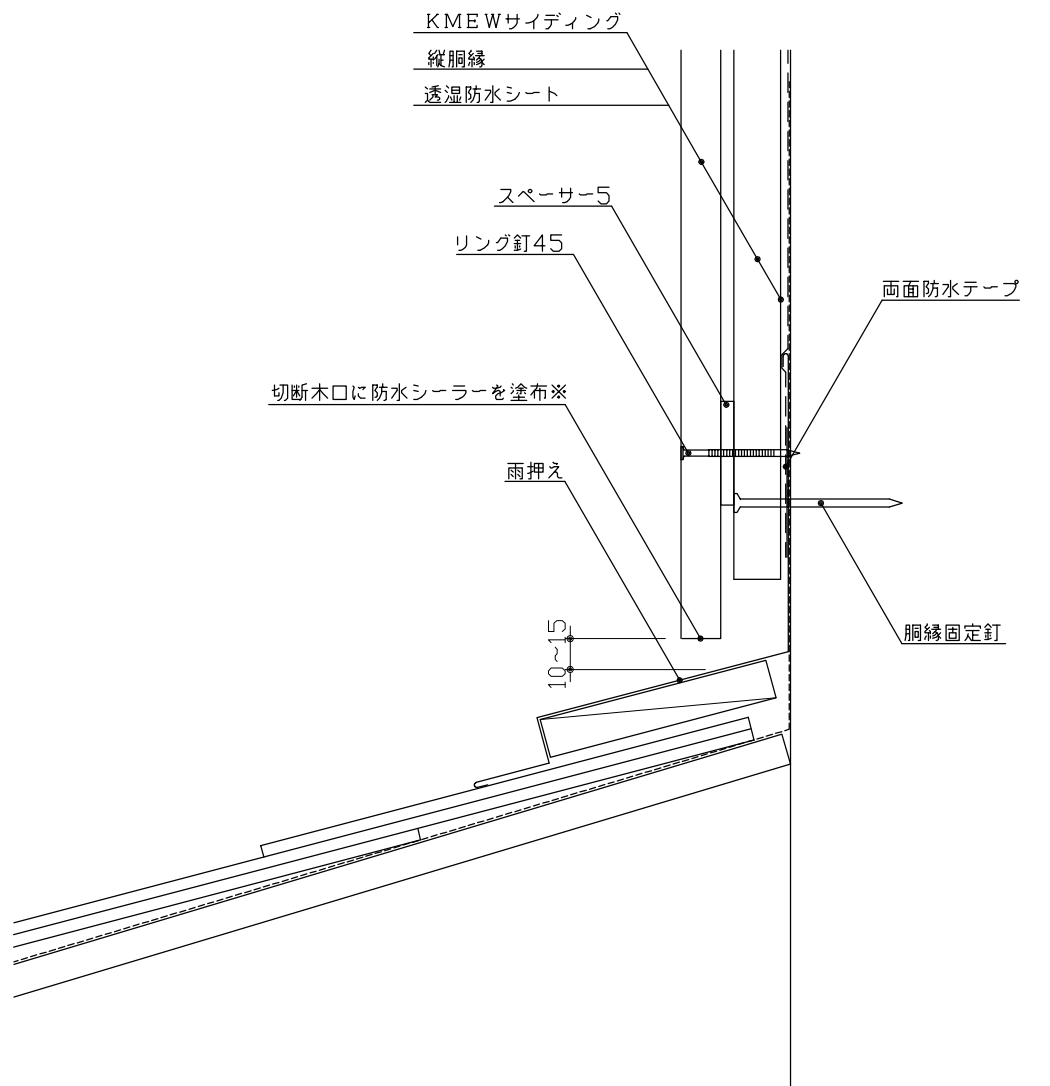 KMEWサイディング
縦胴縁
透湿防水シート
スペーサー5
リング釘45
両面防水テープ
切断木口に防水シーラーを塗布※
雨押え
10~15
胴縁固定釘